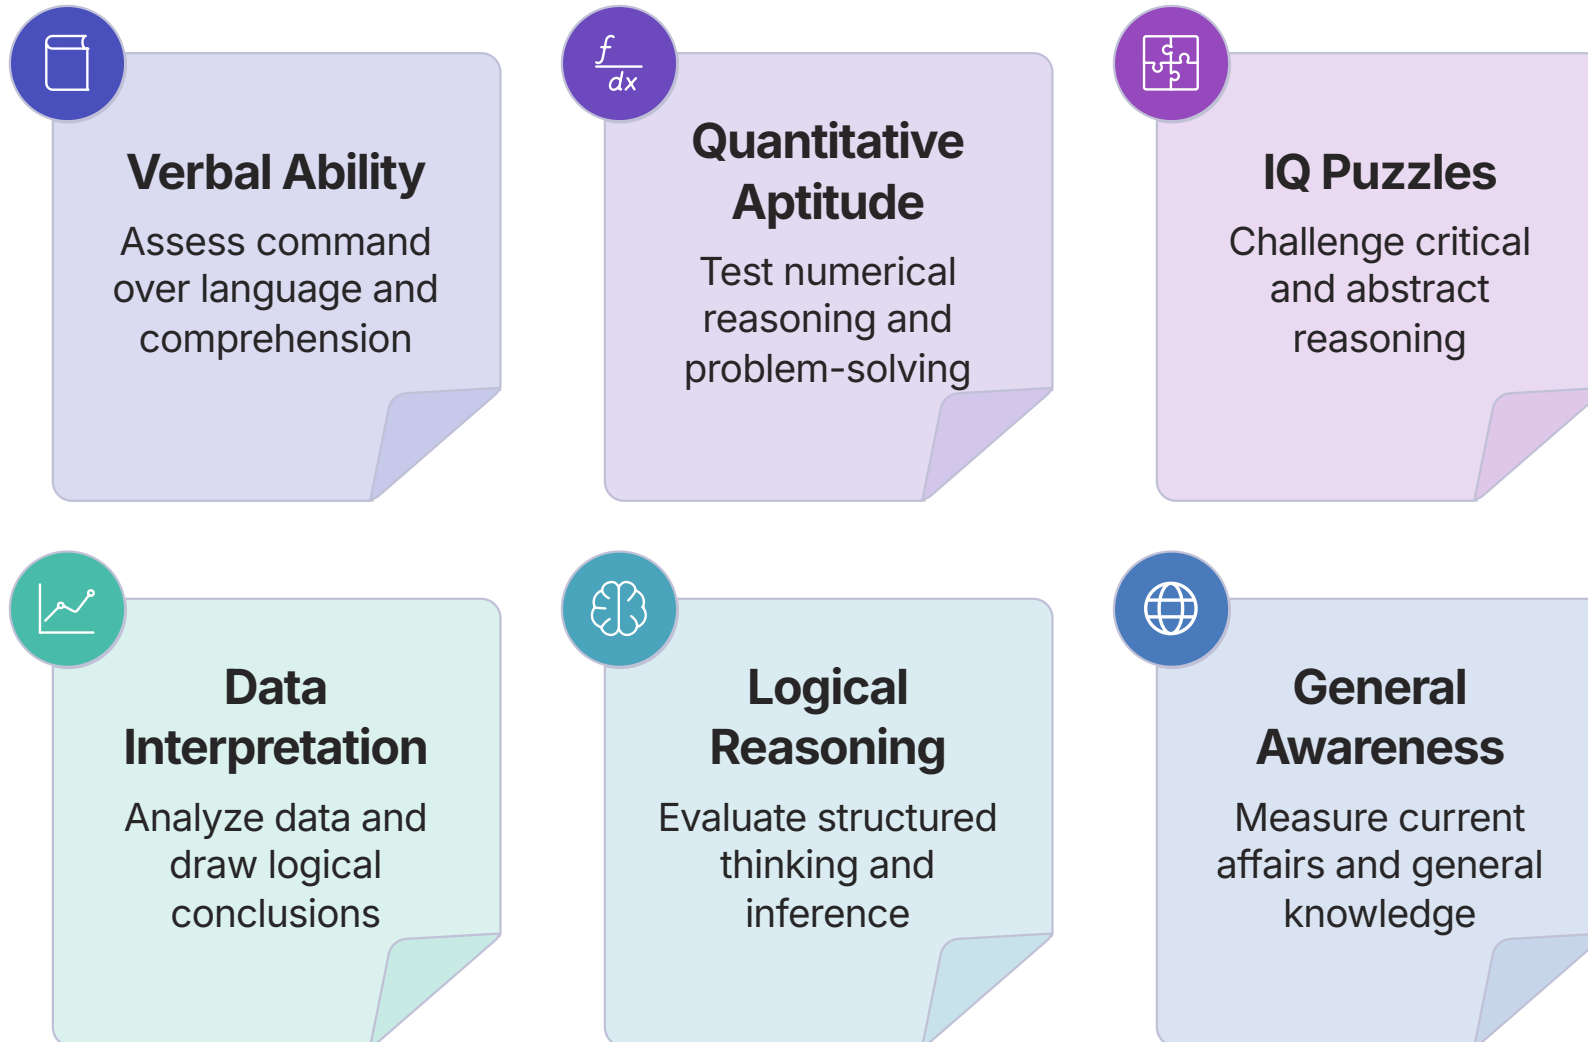 Verbal Ability
Assess command
over language and
comprehension
f
dx
Quantitative
Aptitude
Test numerical
reasoning and
problem-solving
IQ Puzzles
Challenge critical
and abstract
reasoning
Data
Interpretation
Analyze data and
draw logical
conclusions
Logical
Reasoning
Evaluate structured
thinking and
inference
General
Awareness
Measure current
affairs and general
knowledge